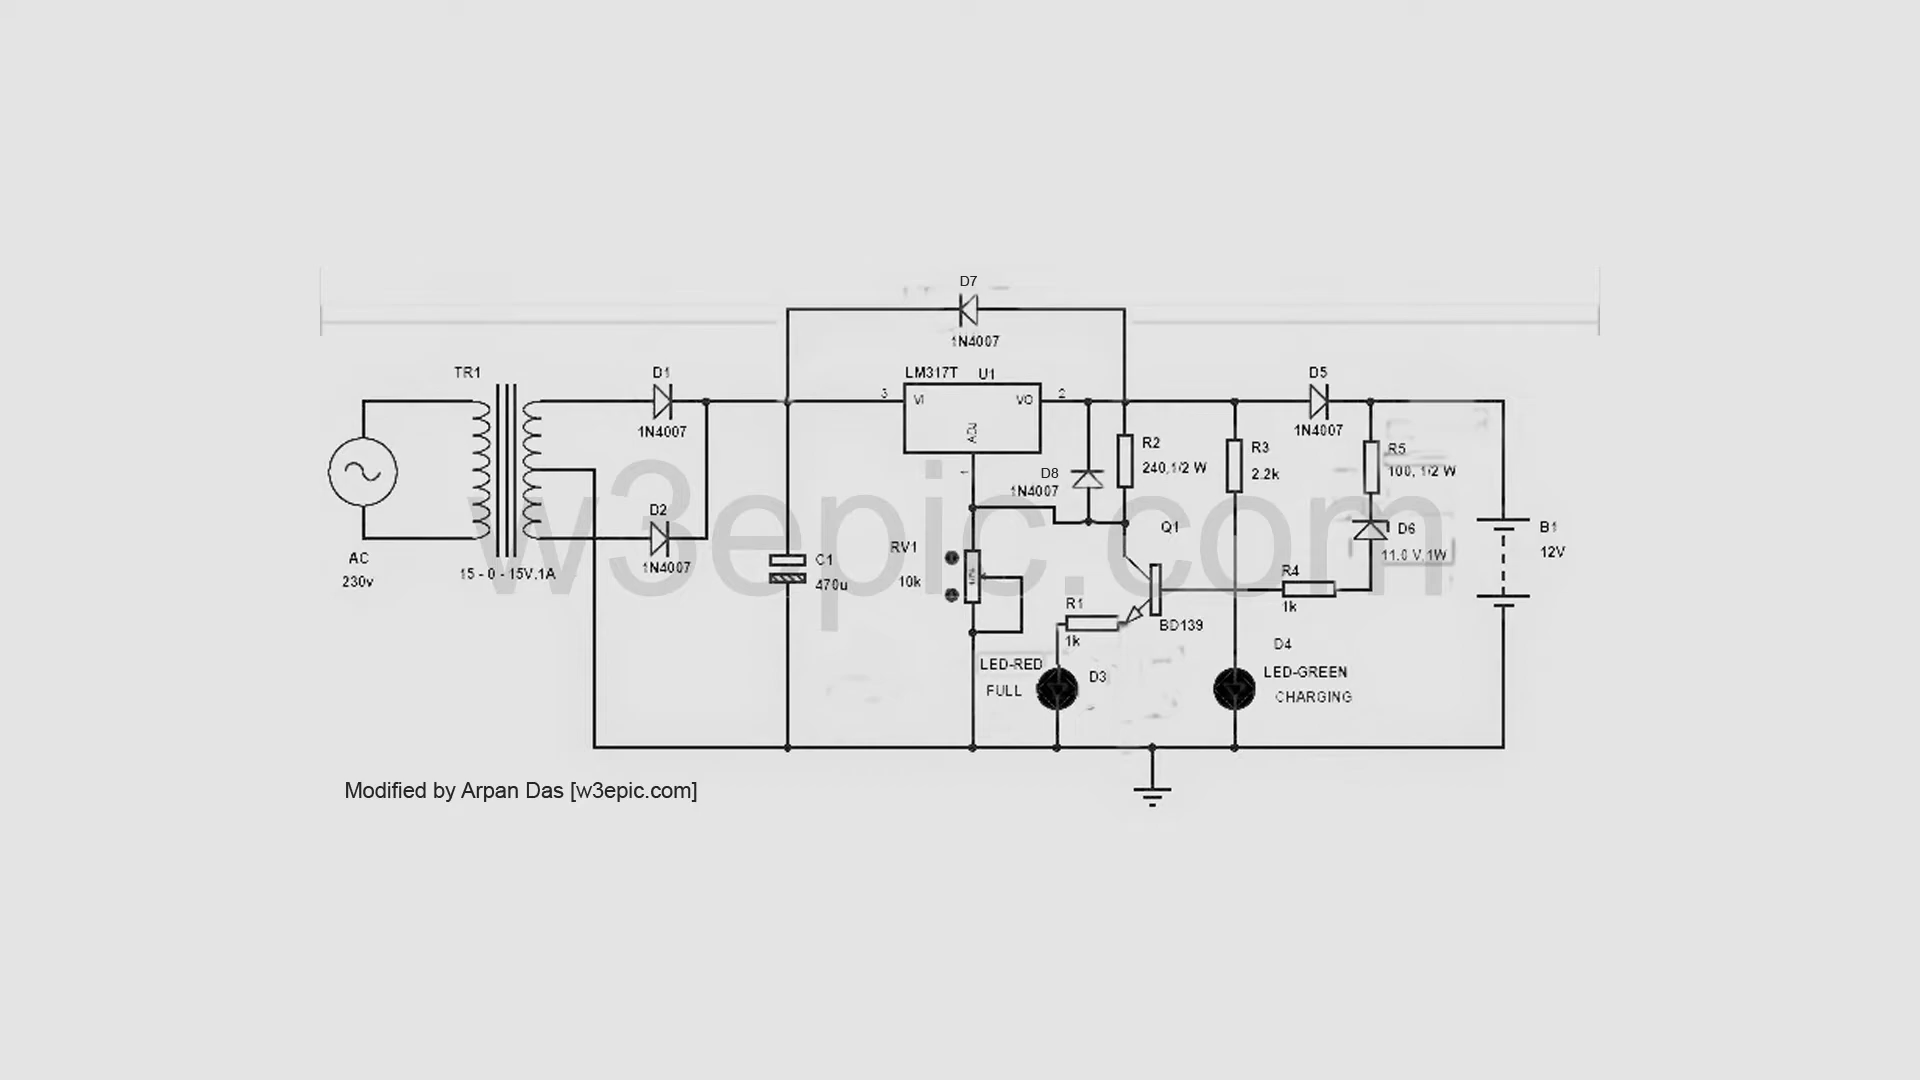 D7
1N4007
TR1
D1
1N4007
LM317T U1
3
VI
VO
2
ADJ
1
D5
1N4007
R2
240,1/2 W
R3
2.2k
R5
100, 1/2 W
D8
1N4007
w3epic.com
D2
1N4007
Q1
D6
11.0 V,1W
B1
12V
AC
230v
15 - 0 - 15V,1A
C1
470u
RV1
10k
R4
1k
R1
1k
BD139
D4
LED-RED
FULL
D3
LED-GREEN
CHARGING
Modified by Arpan Das [w3epic.com]